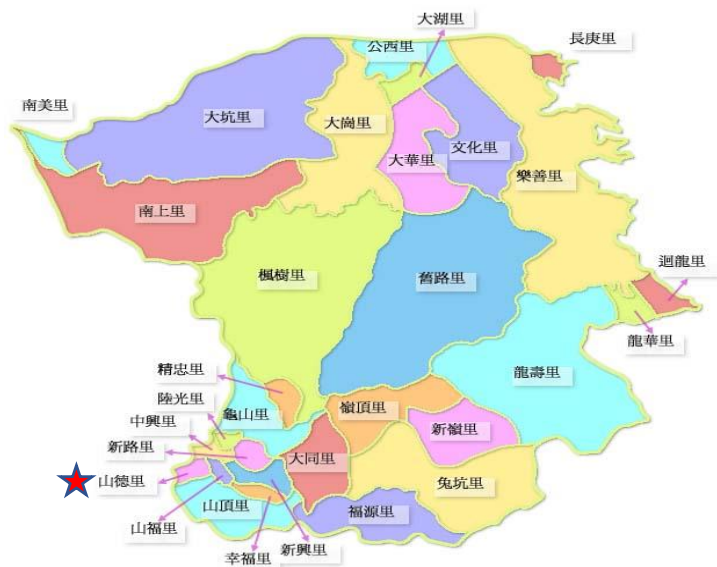 大湖里
公西里
長庚里
南美里
大坑里
大崗里
大華里
文化里
樂善里
南上里
楓樹里
舊路里
迴龍里
龍華里
精忠里
龍壽里
陸光里
龜山里
嶺頂里
中興里
新嶺里
新路里
大同里
山德里
兔坑里
山頂里
福源里
山福里
幸福里
新興里